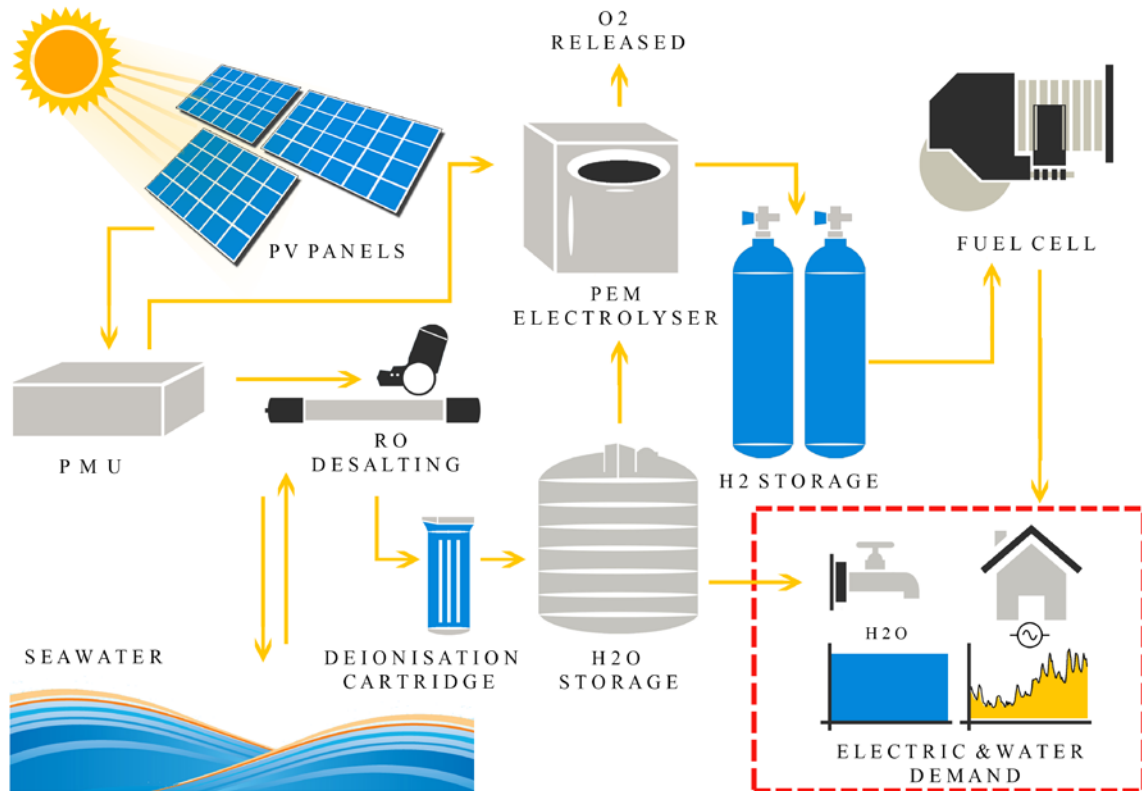 O2
RELEASED
PV PANELS
FUEL CELL
PEM
ELECTROLYSER
PMU
RO
DESALTING
H2 STORAGE
SEAWATER
DEIONISATION
CARTRIDGE
H2O
STORAGE
H2O
ELECTRIC & WATER
DEMAND